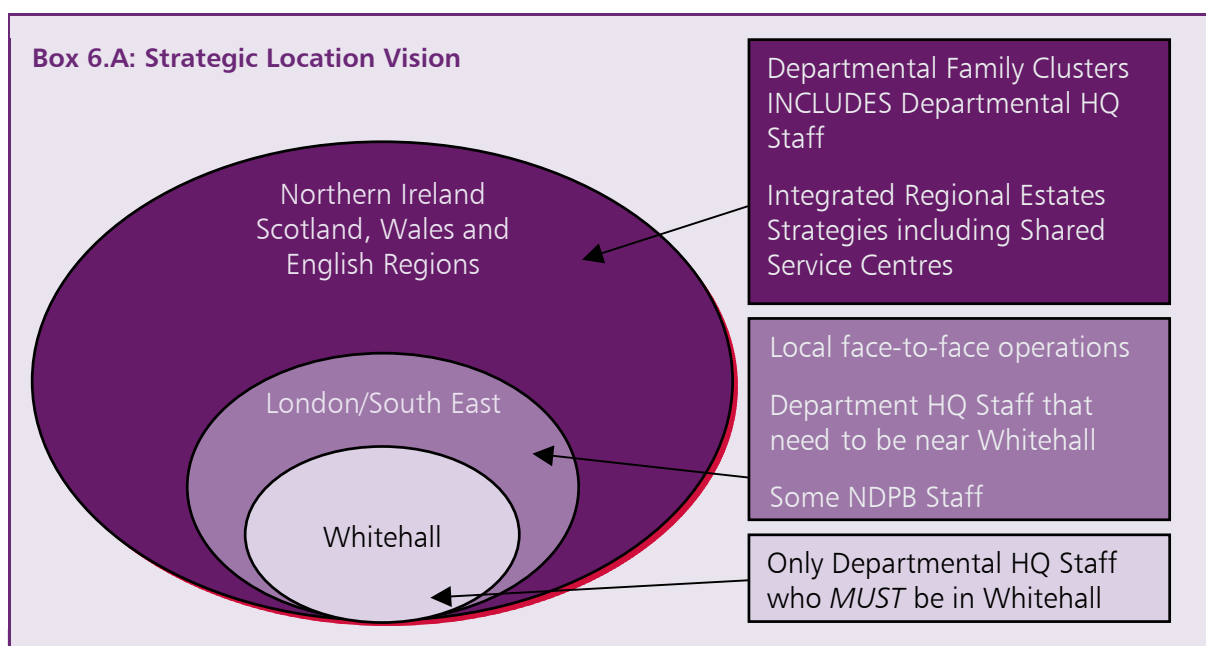 Box 6.A: Strategic Location Vision
Northern Ireland
Scotland, Wales and
English Regions
London/South East
Whitehall
Departmental Family Clusters
INCLUDES Departmental HQ
Staff
Integrated Regional Estates
Strategies including Shared
Service Centres
Local face-to-face operations
Department HQ Staff that
need to be near Whitehall
Some NDPB Staff
Only Departmental HQ Staff
who MUST be in Whitehall